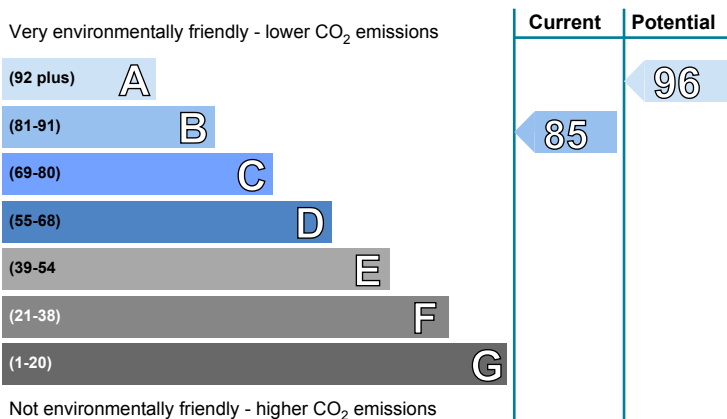 Very environmentally friendly - lower CO2 emissions
Current
Potential
(92 plus) A
96
(81-91) B
85
(69-80) C
(55-68) D
(39-54 E
(21-38) F
(1-20) G
Not environmentally friendly - higher CO2 emissions